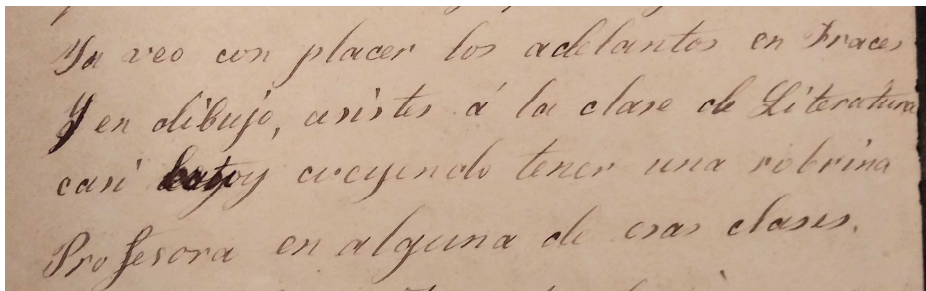 Ya veo con placer los adelantos en Fraces
Y en dibujo, asistes á la clase de Literatura
casi estoy creyendo tener una sobrina
Profesora en alguna de esas clases.